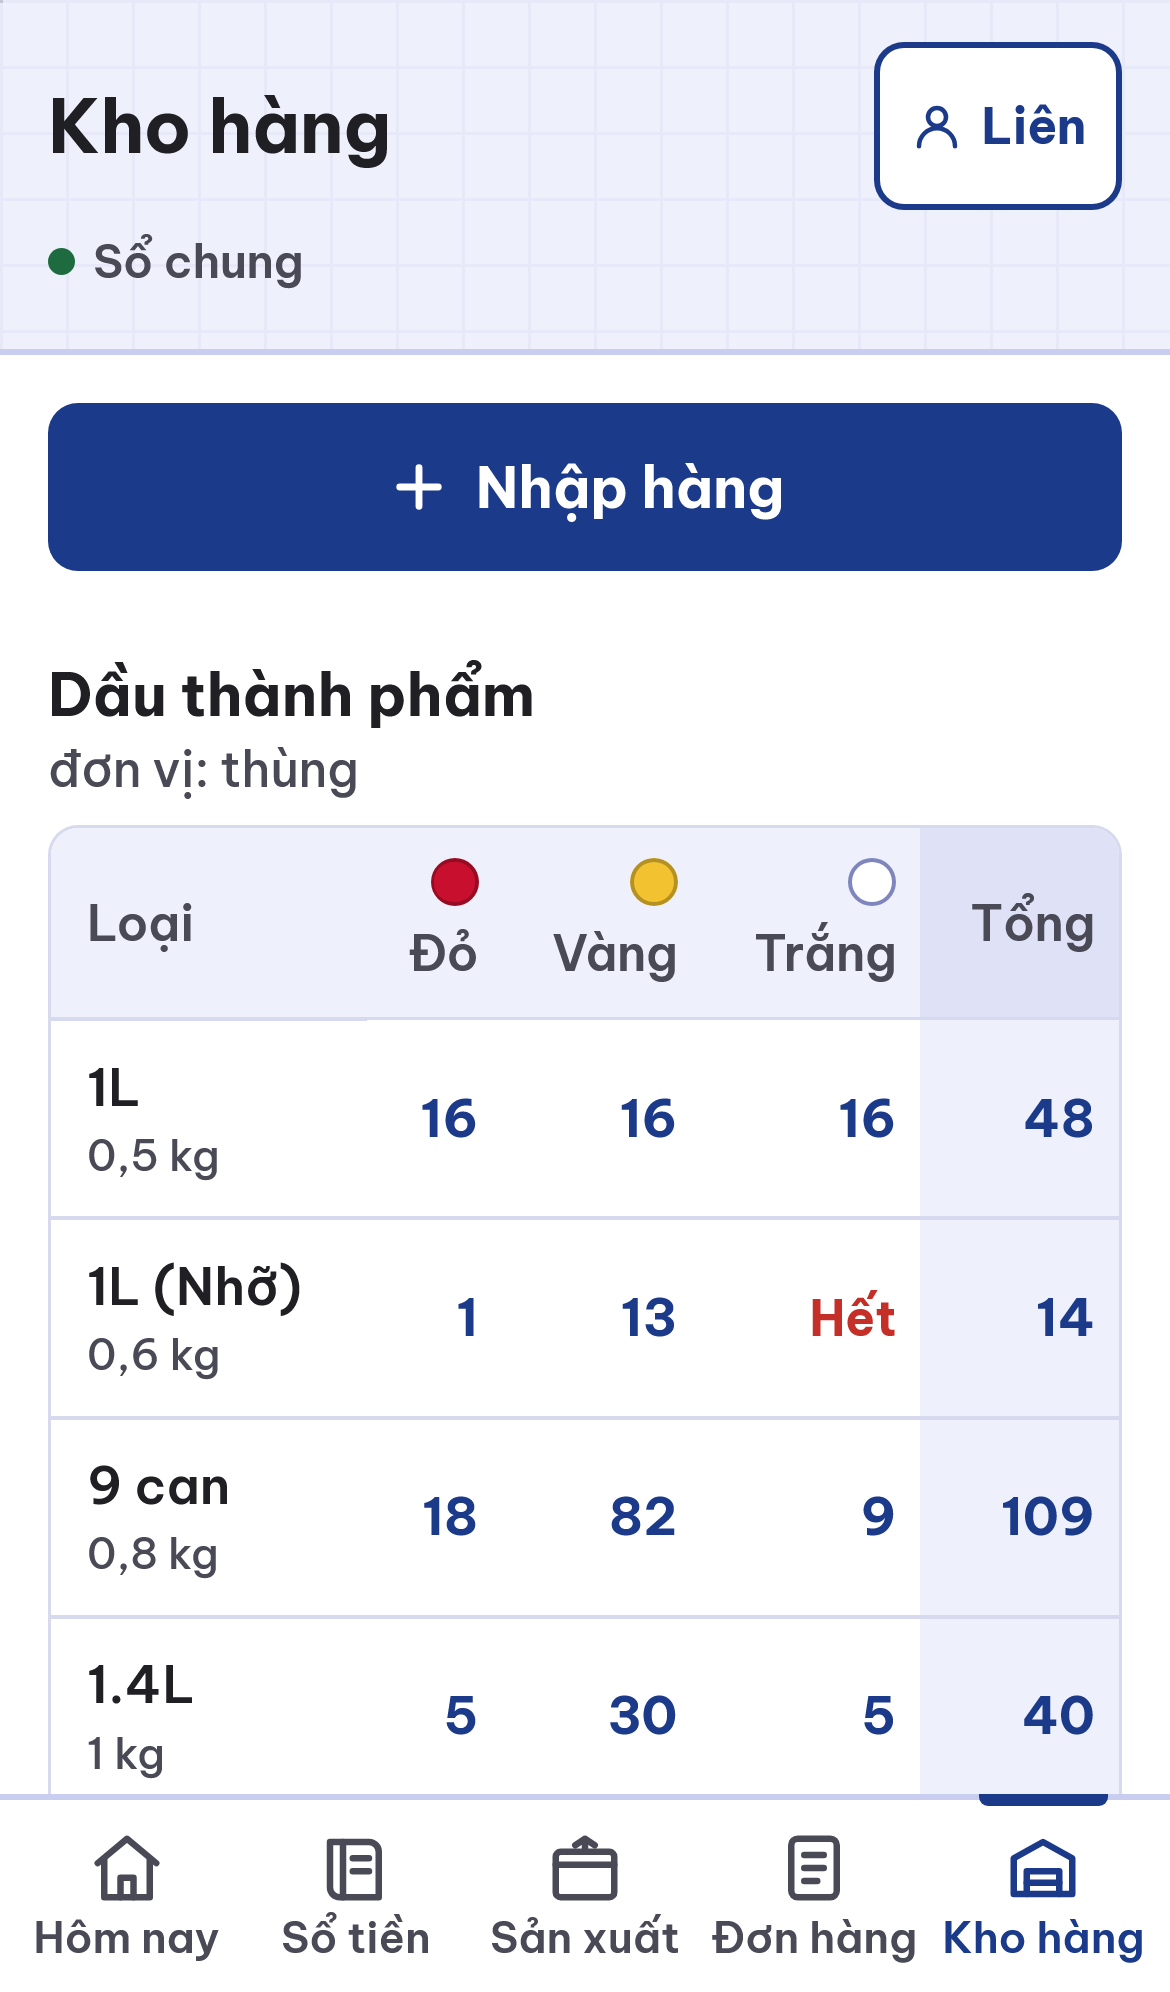 Kho hàng
Liên
Sổ chung
Nhập hàng
Dầu thành phẩm
đơn vị: thùng
Loại Đỏ Vàng Trắng Tổng
1L
0,5 kg
16 16 16 48
1L (Nhỡ)
0,6 kg
1 13 Hết 14
9 can
0,8 kg
18 82 9 109
1.4L
1 kg
5 30 5 40
Hôm nay Sổ tiền Sản xuất Đơn hàng Kho hàng